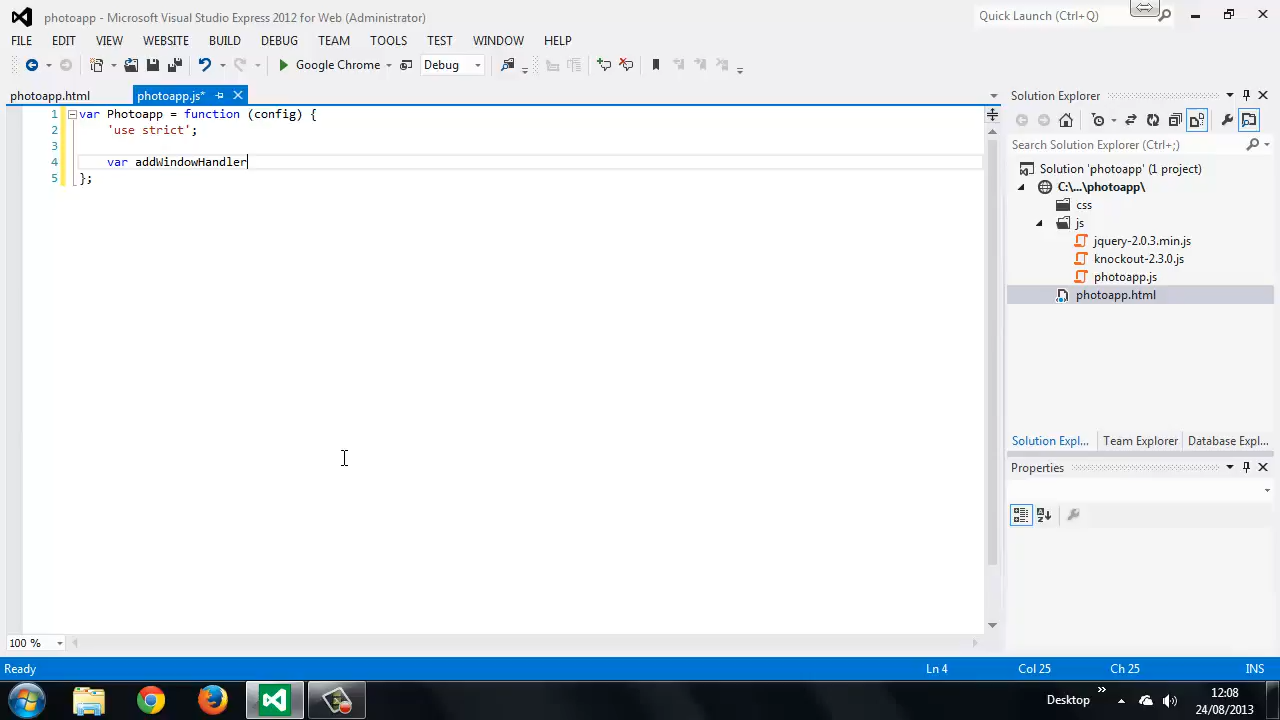 photoapp - Microsoft Visual Studio Express 2012 for Web (Administrator)
Quick Launch (Ctrl+Q)
FILE EDIT VIEW WEBSITE BUILD DEBUG TEAM TOOLS TEST WINDOW HELP
Google Chrome Debug
photoapp.html photoapp.js*
1 var Photoapp = function (config) {
2 'use strict';
3
4 var addWindowHandler
5 };
100 %
Solution Explorer
Search Solution Explorer (Ctrl+;)
Solution 'photoapp' (1 project)
C:\...\photoapp\
css
js
jquery-2.0.3.min.js
knockout-2.3.0.js
photoapp.js
photoapp.html
Solution Expl... Team Explorer Database Expl...
Properties
Ready Ln 4 Col 25 Ch 25 INS
Desktop
12:08
24/08/2013